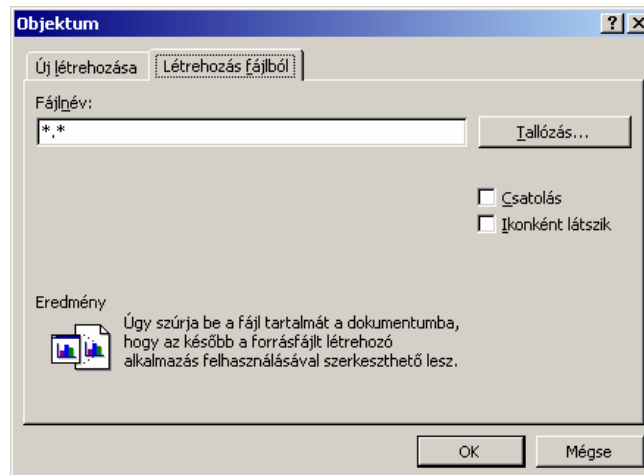 Objektum
Új létrehozása
Létrehozás fájlból
Fájlnév:
*.*
Tallózás...
Csatolás
Ikonként látszik
Eredmény
Úgy szúrja be a fájl tartalmát a dokumentumba,
hogy az később a forrásfájlt létrehozó
alkalmazás felhasználásával szerkeszthető lesz.
OK
Mégse